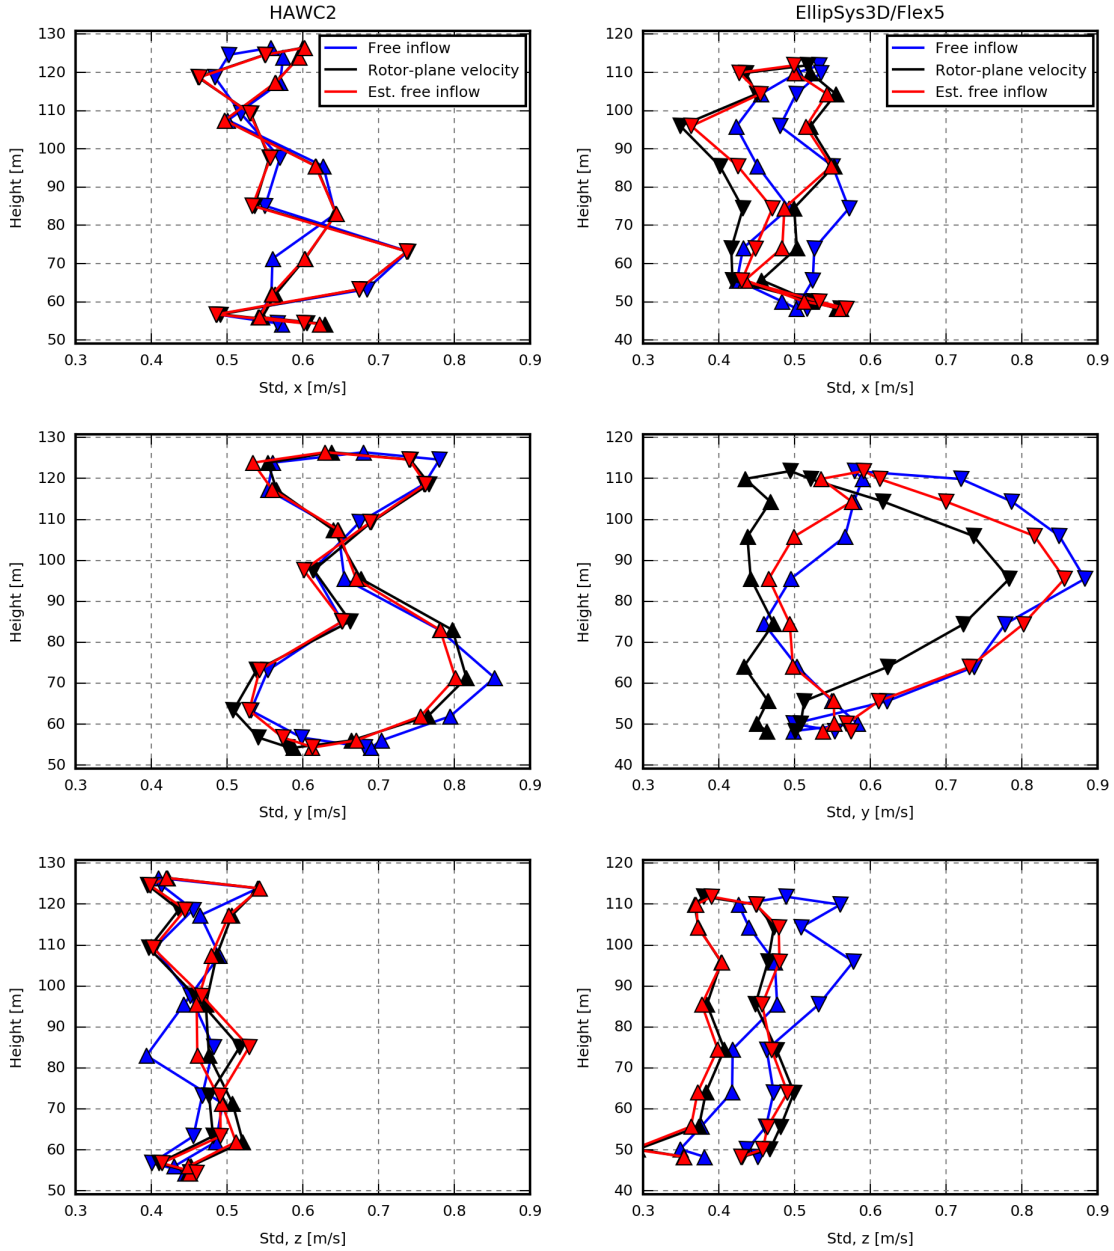 HAWC2
EllipSys3D/Flex5
130
120
110
100
90
80
70
60
50
Height [m]
Free inflow
Rotor-plane velocity
Est. free inflow
0.3 0.4 0.5 0.6 0.7 0.8 0.9
Std, x [m/s]
120
110
100
90
80
70
60
50
40
Height [m]
Free inflow
Rotor-plane velocity
Est. free inflow
0.3 0.4 0.5 0.6 0.7 0.8 0.9
Std, x [m/s]
130
120
110
100
90
80
70
60
50
Height [m]
0.3 0.4 0.5 0.6 0.7 0.8 0.9
Std, y [m/s]
120
110
100
90
80
70
60
50
40
Height [m]
0.3 0.4 0.5 0.6 0.7 0.8 0.9
Std, y [m/s]
130
120
110
100
90
80
70
60
50
Height [m]
0.3 0.4 0.5 0.6 0.7 0.8 0.9
Std, z [m/s]
120
110
100
90
80
70
60
50
40
Height [m]
0.3 0.4 0.5 0.6 0.7 0.8 0.9
Std, z [m/s]